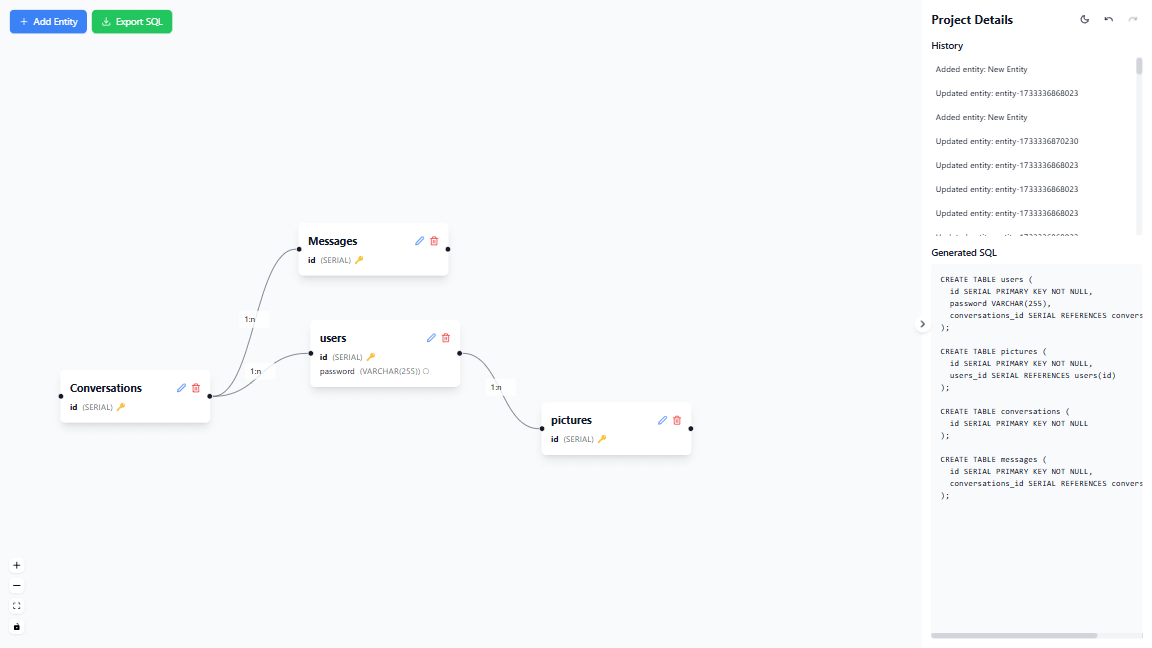 Add Entity
Export SQL
Messages
id (SERIAL)
1:n
users
id (SERIAL)
password (VARCHAR(255))
1:n
Conversations
id (SERIAL)
1:n
pictures
id (SERIAL)
Project Details
History
Added entity: New Entity
Updated entity: entity-1733336868023
Added entity: New Entity
Updated entity: entity-1733336870230
Updated entity: entity-1733336868023
Updated entity: entity-1733336868023
Updated entity: entity-1733336868023
Generated SQL
CREATE TABLE users (
id SERIAL PRIMARY KEY NOT NULL,
password VARCHAR(255),
conversations_id SERIAL REFERENCES convers
);
CREATE TABLE pictures (
id SERIAL PRIMARY KEY NOT NULL,
users_id SERIAL REFERENCES users(id)
);
CREATE TABLE conversations (
id SERIAL PRIMARY KEY NOT NULL
);
CREATE TABLE messages (
id SERIAL PRIMARY KEY NOT NULL,
conversations_id SERIAL REFERENCES convers
);